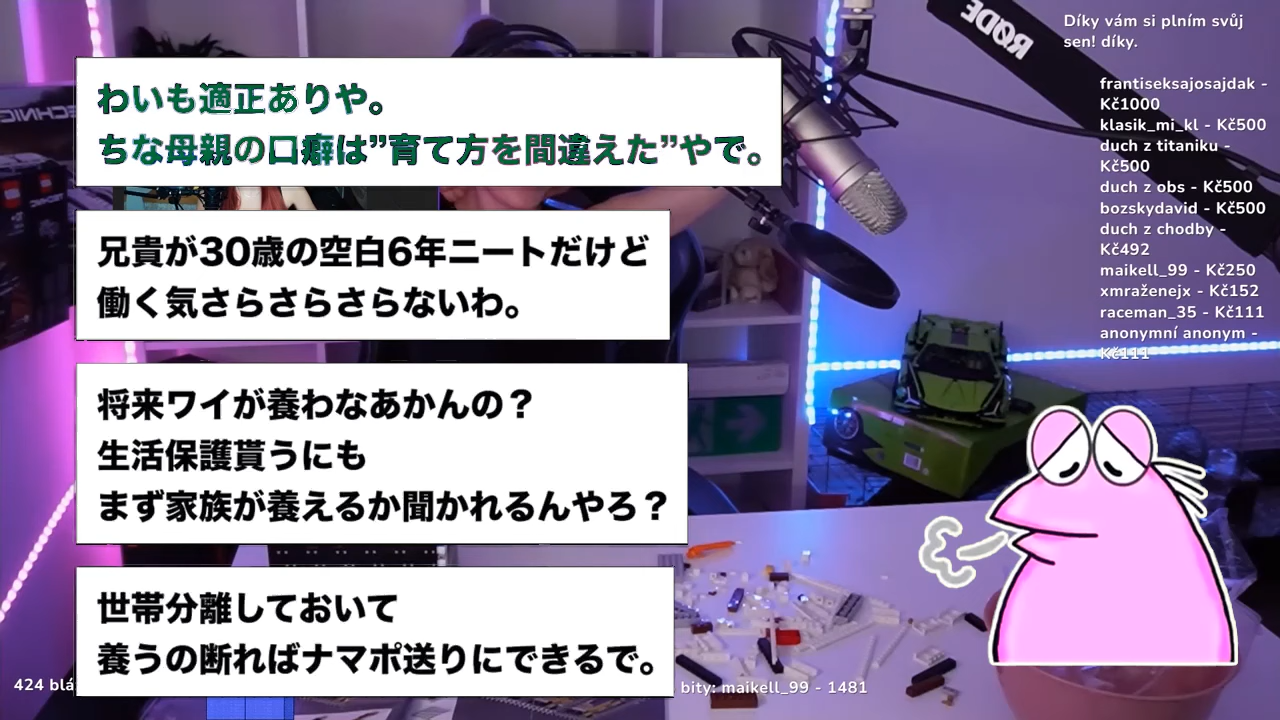 わいも適正ありや。
ちな母親の口癖は”育て方を間違えた”やで。
兄貴が30歳の空白6年ニートだけど
働く気さらさらさらないわ。
将来ワイが養わなあかんの？
生活保護貰うにも
まず家族が養えるか聞かれるんやろ？
世帯分離しておいて
養うの断ればナマポ送りにできるで。
RØDE
Díky vám si plním svůj
sen! díky.
frantiseksajosajdak -
Kč1000
klasik_mi_kl - Kč500
duch z titaniku -
Kč500
duch z obs - Kč500
bozskydavid - Kč500
duch z chodby -
Kč492
maikell_99 - Kč250
xmraženejx - Kč152
raceman_35 - Kč111
anonymní anonym -
Kč111
424
bity: maikell_99 - 1481